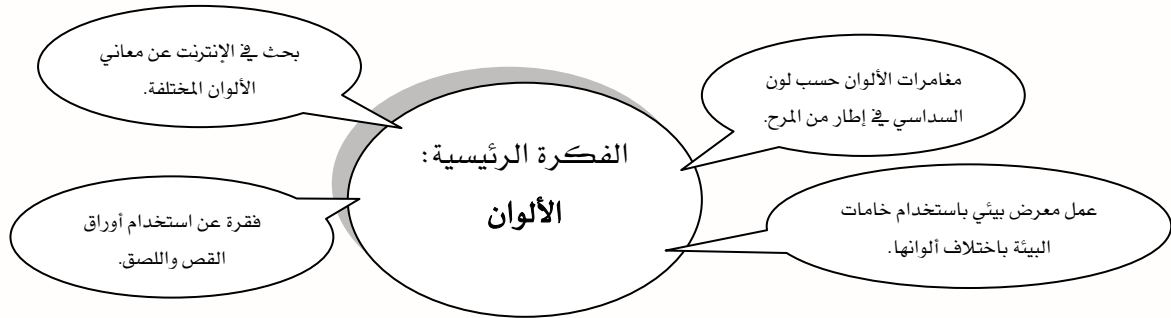 مغامرات الألوان حسب لون
السداسي في إطار من المرح.
بحث في الإنترنت عن معاني
الألوان المختلفة.
الفكرة الرئيسية:
الألوان
عمل معرض بيئي باستخدام خامات
البيئة باختلاف ألوانها.
فقرة عن استخدام أوراق
القص واللصق.